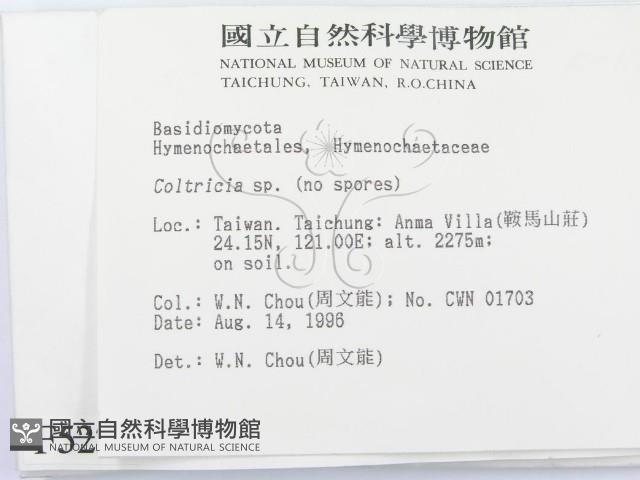 國立自然科學博物館
NATIONAL MUSEUM OF NATURAL SCIENCE
TAICHUNG, TAIWAN, R.O.CHINA
Basidiomycota
Hymenochaetales, Hymenochaetaceae
Coltricia sp. (no spores)
Loc.: Taiwan. Taichung: Anma Villa(鞍馬山莊)
24.15N, 121.00E; alt. 2275m;
on soil.
Col.: W.N. Chou(周文能); No. CWN 01703
Date: Aug. 14, 1996
Det.: W.N. Chou(周文能)
國立自然科學博物館
NATIONAL MUSEUM OF NATURAL SCIENCE